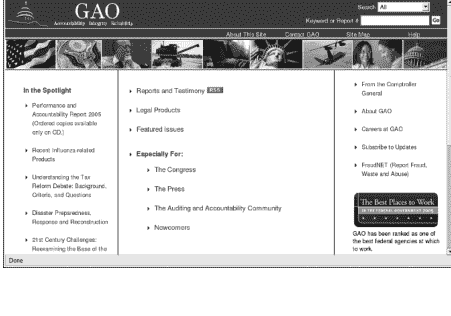 GAO
Accountability Integrity Reliability
Search All
Keyword or Report # Go
About This Site Contact GAO Site Map Help
In the Spotlight
Performance and
Accountability Report 2005
(Ordered copies available
only on CD.)
Recent Influenza-related
Products
Understanding the Tax
Reform Debate: Background,
Criteria, and Questions
Disaster Preparedness,
Response and Reconstruction
21st Century Challenges:
Reexamining the Base of the
Reports and Testimony RSS
Legal Products
Featured Issues
Especially For:
The Congress
The Press
The Auditing and Accountability Community
Newcomers
From the Comptroller
General
About GAO
Careers at GAO
Subscribe to Updates
FraudNET (Report Fraud,
Waste and Abuse)
The Best Places to Work
IN THE FEDERAL GOVERNMENT 2005
GAO has been ranked as one of
the best federal agencies at which
to work.
Done